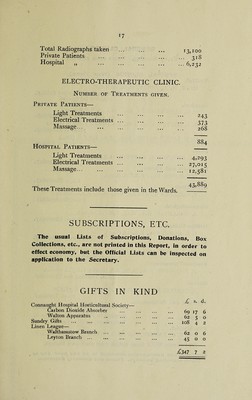 17
Total Radiographs taken ... ... ... 13,100
Private Patients ... ... ... ... 318
Hospital „ ... ... ... ... 6,232
ELECTRO-THERAPEUTIC CLINIC.
Number of Treatments given.
Private Patients—
Light Treatments ... ... ... 243
Electrical Treatments ... ... ... 373
Massage ... ... ... ... 268
884
Hospital Patients—
Light Treatments ... ... ... 4,293
Electrical Treatments ... ... ... 27,015
Massage ... ... ... ... 12,581
43,889
These Treatments include those given in the Wards.
SUBSCRIPTIONS, ETC.
The usual Lists of Subscriptions, Donations, Box
Collections, etc., are not printed in this Report, in order to
effect economy, but the Official Lists can be inspected on
application to the Secretary.
GIFTS IN KIND
£ s. d.
Connaught Hospital Horticultural Society—
Carbon Dioxide Absorber ... ... ... 69 17 6
Walton Apparatus ... ... ... 62 5 0
Sundry Gifts ... ... ... ... 108 4 2
Linen League—
Walthamstow Branch ... ... ... 62 0 6
Leyton Branch ... ... ... ... 45 0 0
£347 7 2